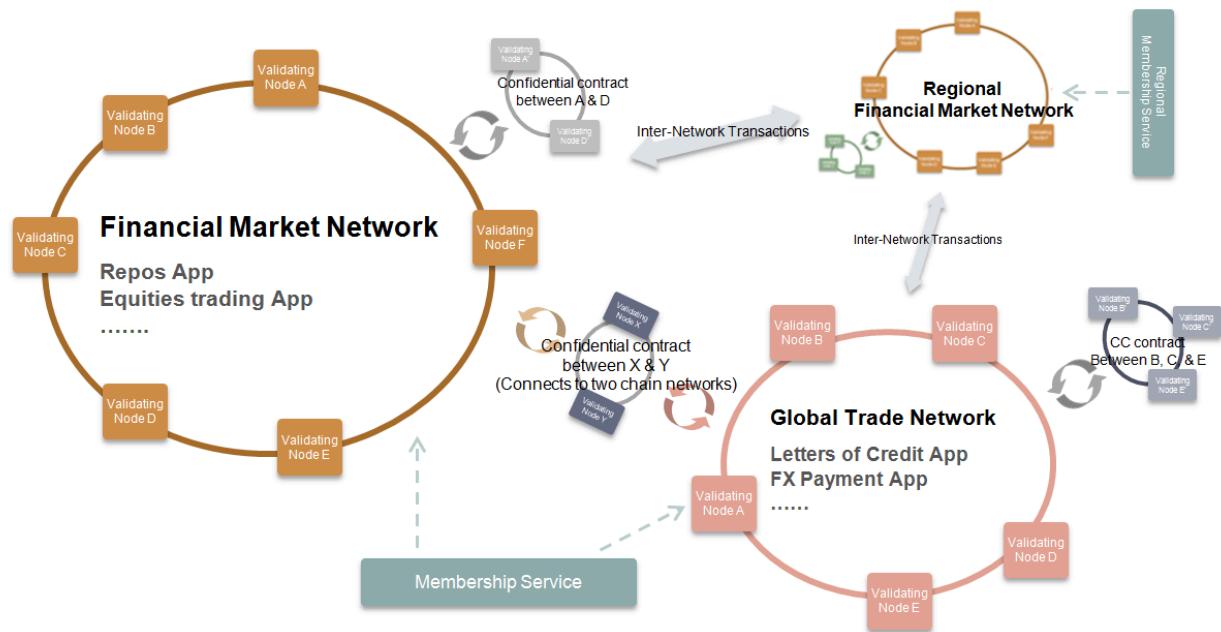 Validating
Node A
Validating
Node B
Validating
Node C
Validating
Node D
Validating
Node E
Validating
Node F
Financial Market Network
Repos App
Equities trading App
…….
Validating
Node A'
Confidential contract
between A & D
Validating
Node D'
Inter-Network Transactions
Regional
Financial Market Network
Regional
Membership Service
Inter-Network Transactions
Validating
Node X
Confidential contract
between X & Y
(Connects to two chain networks)
Validating
Node Y
Validating
Node B
Validating
Node C
Validating
Node A
Validating
Node D
Validating
Node E
Global Trade Network
Letters of Credit App
FX Payment App
……
Validating
Node B'
Validating
Node C'
CC contract
Between B, C, & E
Validating
Node E'
Membership Service